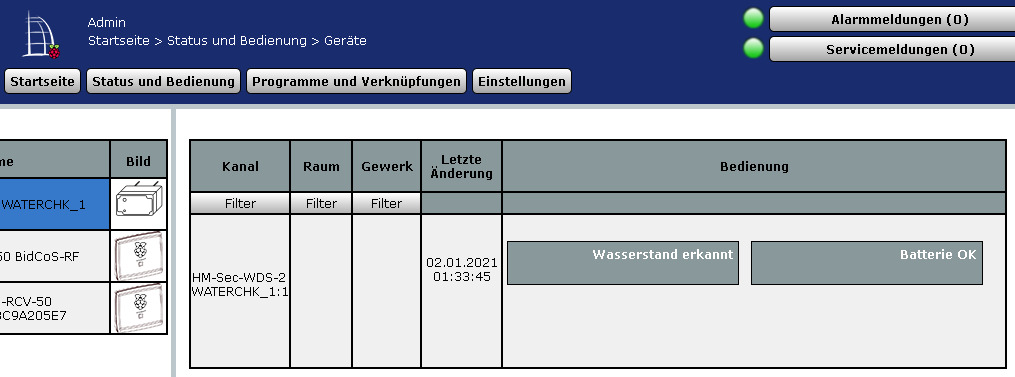 Admin
Startseite > Status und Bedienung > Geräte
Alarmmeldungen (0)
Servicemeldungen (0)
Startseite
Status und Bedienung
Programme und Verknüpfungen
Einstellungen
me
Bild
WATERCHK_1
50 BidCoS-RF
-RCV-50
BC9A205E7
Kanal
Raum
Gewerk
Letzte
Änderung
Bedienung
Filter
Filter
Filter
HM-Sec-WDS-2
WATERCHK_1:1
02.01.2021
01:33:45
Wasserstand erkannt
Batterie OK